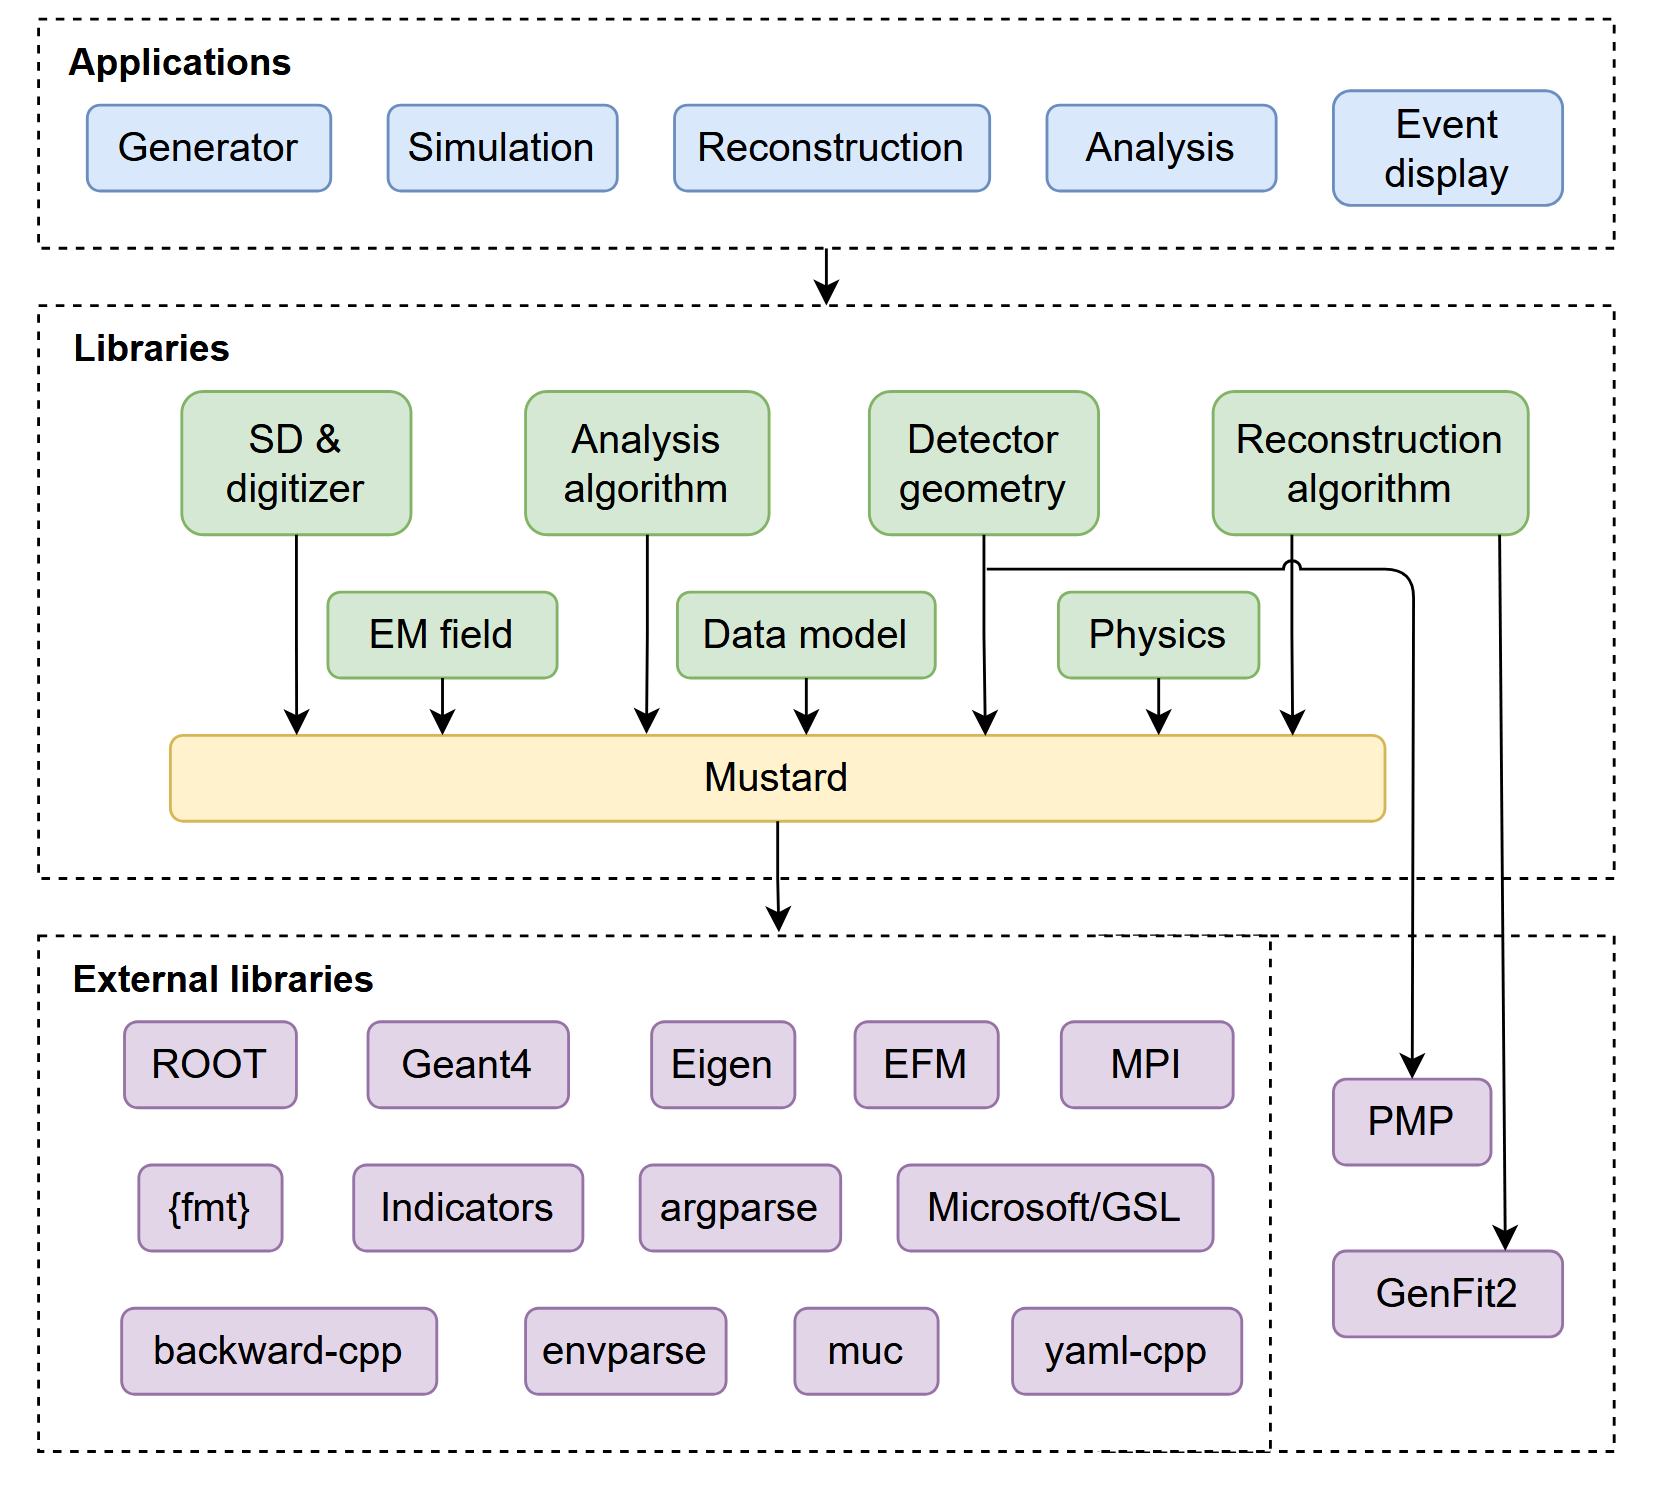 Applications
Generator
Simulation
Reconstruction
Analysis
Event
display
Libraries
SD &
digitizer
Analysis
algorithm
Detector
geometry
Reconstruction
algorithm
EM field
Data model
Physics
Mustard
External libraries
ROOT
Geant4
Eigen
EFM
MPI
PMP
{fmt}
Indicators
argparse
Microsoft/GSL
GenFit2
backward-cpp
envparse
muc
yaml-cpp